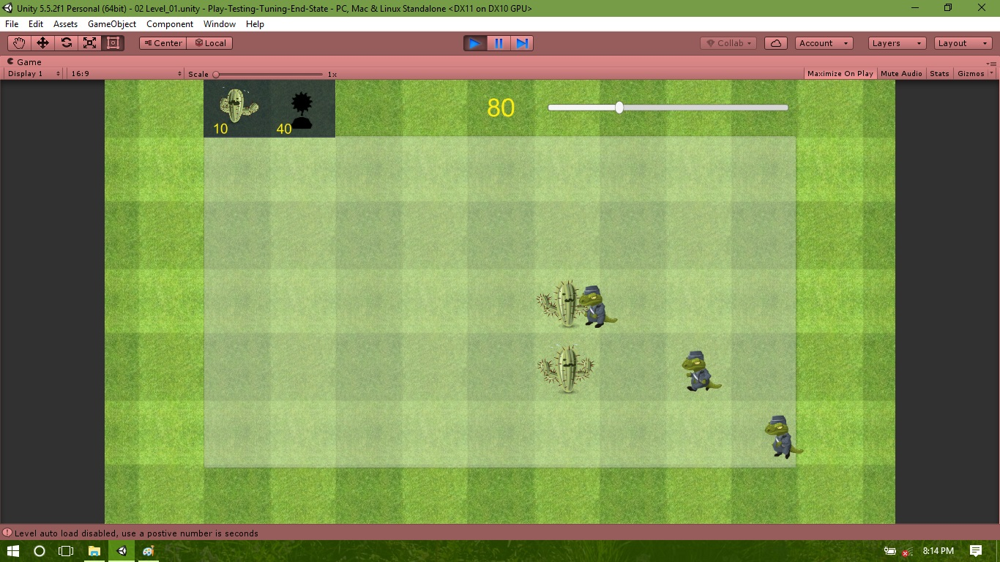 Unity 5.5.2f1 Personal (64bit) - 02 Level_01.unity - Play-Testing-Tuning-End-State - PC, Mac & Linux Standalone <DX11 on DX10 GPU>
File Edit Assets GameObject Component Window Help
Center Local Collab Account Layers Layout
Game
Display 1 16:9 Scale 1x Maximize On Play Mute Audio Stats Gizmos
80
10 40
Level auto load disabled, use a postive number is seconds
8:14 PM